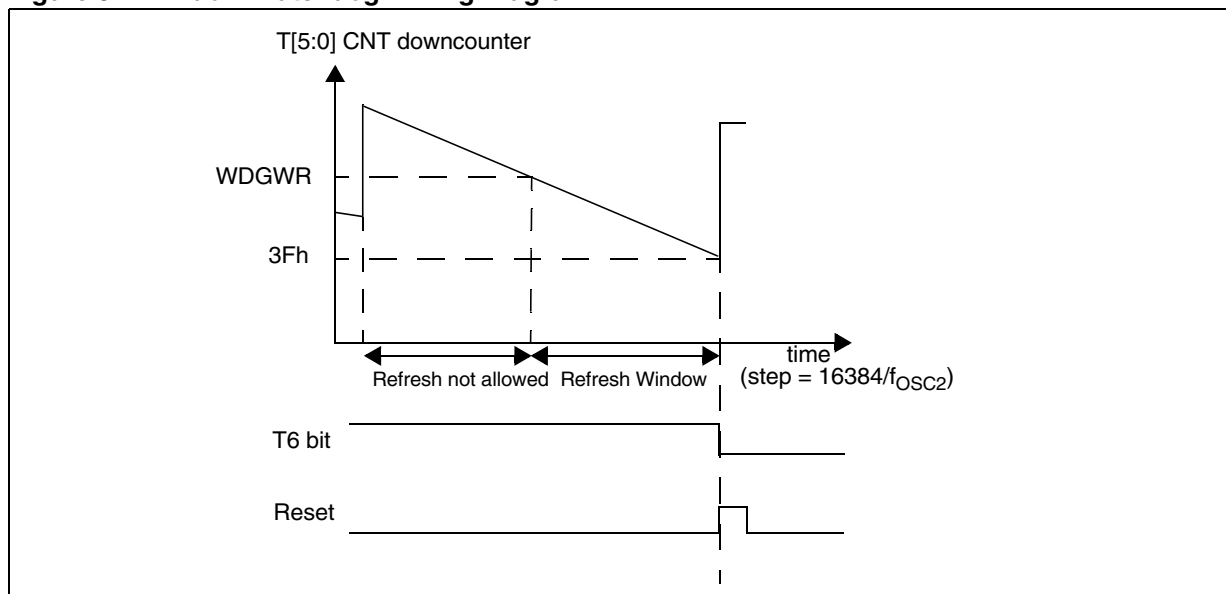 T[5:0] CNT downcounter
WDGWR
3Fh
time
Refresh not allowed Refresh Window
(step = 16384/fOSC2)
T6 bit
Reset